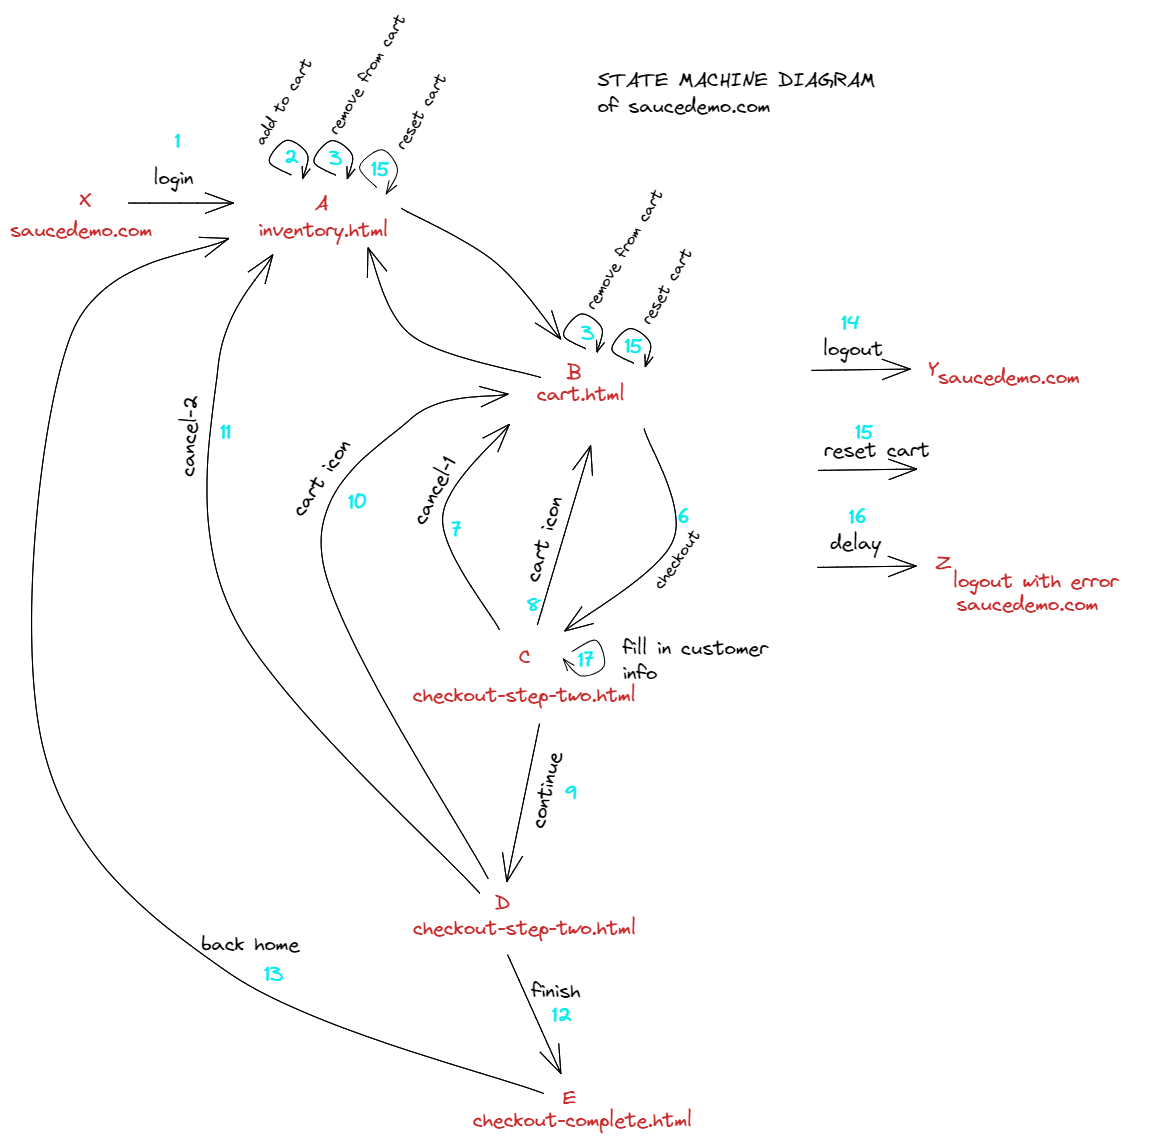 STATE MACHINE DIAGRAM
of saucedemo.com
add to cart
remove from cart
reset cart
1
login
2
3
15
X
saucedemo.com
A
inventory.html
remove from cart
reset cart
3
15
B
cart.html
14
logout
Y
saucedemo.com
15
reset cart
16
delay
Z
logout with error
saucedemo.com
cancel-2
11
cart icon
10
cancel-1
7
cart icon
8
6
checkout
C
17
fill in customer
info
checkout-step-two.html
continue
9
D
checkout-step-two.html
back home
13
finish
12
E
checkout-complete.html